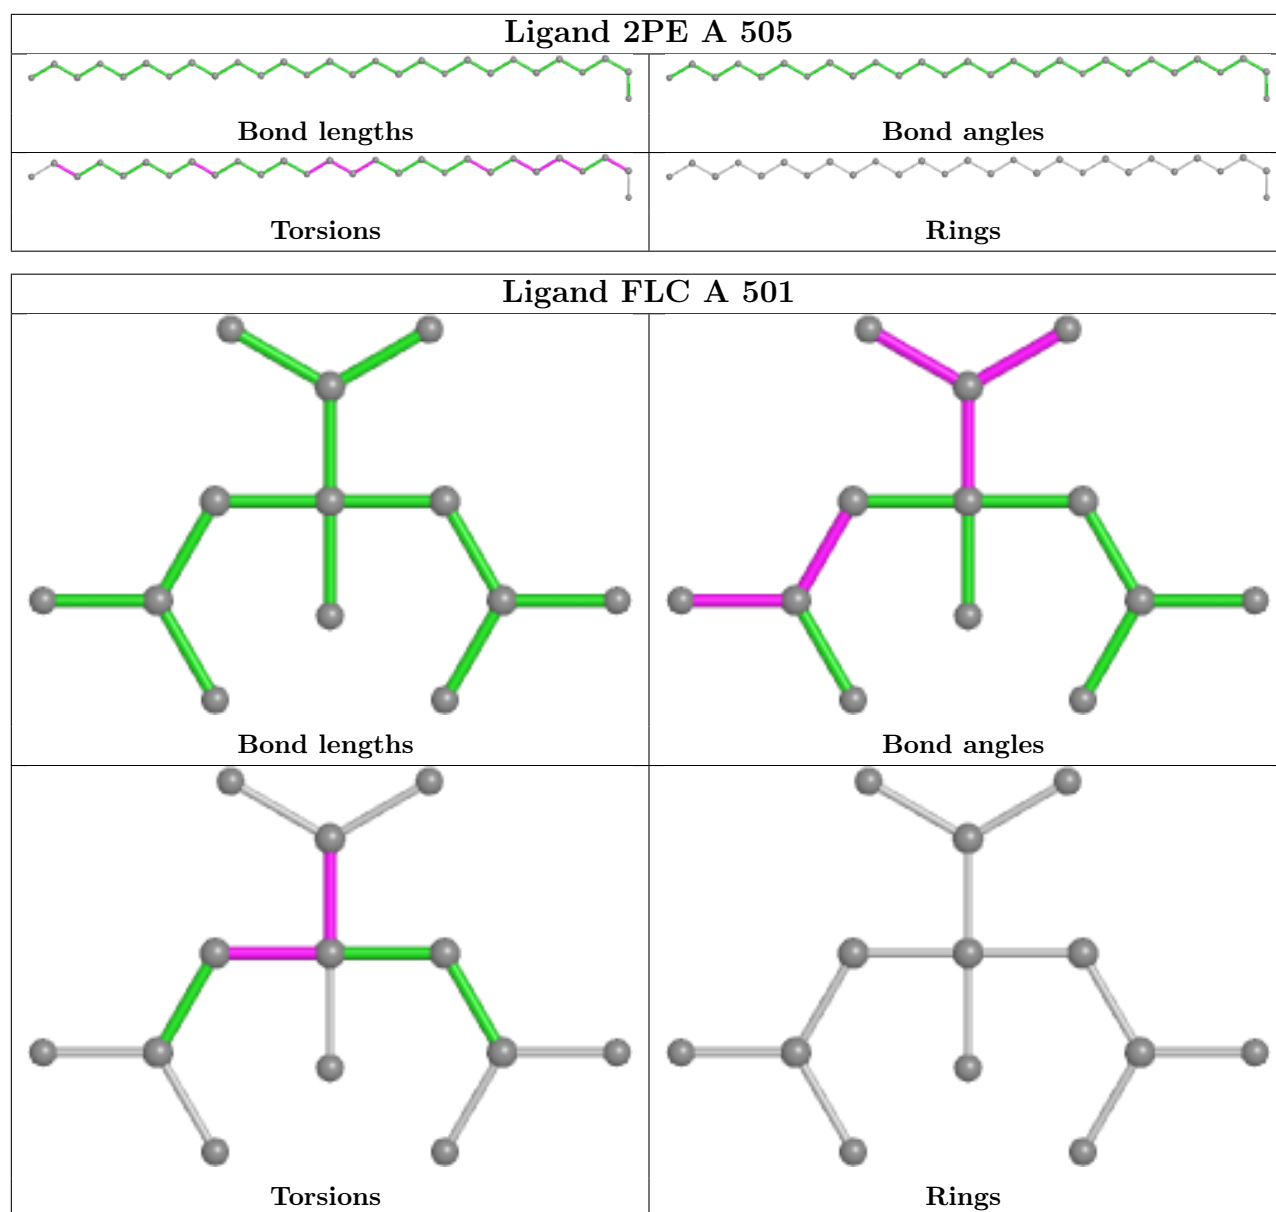 Ligand 2PE A 505
Bond lengths
Bond angles
Torsions
Rings
Ligand FLC A 501
Bond lengths
Bond angles
Torsions
Rings